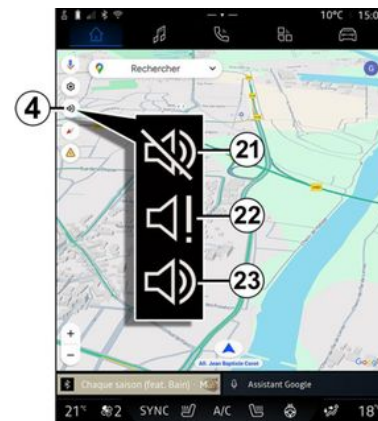 10°C 15:0
Rechercher
G
4
21
22
23
All. Jean Baptiste Corot
Google
Chaque saison (feat. Bain) - M
Assistant Google
21° 2 SYNC A/C 18°